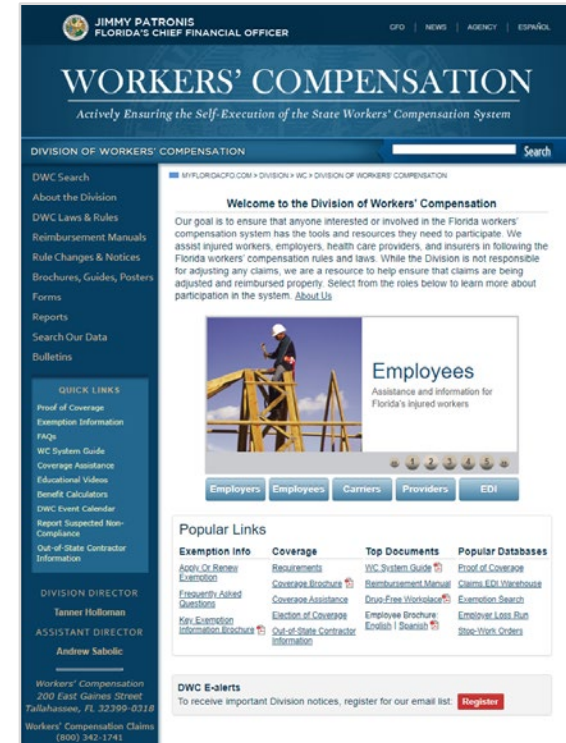 JIMMY PATRONIS
FLORIDA'S CHIEF FINANCIAL OFFICER
CFO | NEWS | AGENCY | ESPAÑOL
WORKERS' COMPENSATION
Actively Ensuring the Self-Execution of the State Workers' Compensation System
DIVISION OF WORKERS' COMPENSATION
Search
DWC Search
About the Division
DWC Laws & Rules
Reimbursement Manuals
Rule Changes & Notices
Brochures, Guides, Posters
Forms
Reports
Search Our Data
Bulletins
QUICK LINKS
Proof of Coverage
Exemption Information
FAQs
WC System Guide
Coverage Assistance
Educational Videos
Benefit Calculators
DWC Event Calendar
Report Suspected Non-
Compliance
Out-of-State Contractor
Information
DIVISION DIRECTOR
Tanner Holloman
ASSISTANT DIRECTOR
Andrew Sabolic
Workers' Compensation
200 East Gaines Street
Tallahassee, FL 32399-0318
Workers' Compensation Claims
(800) 342-1741
MYFLORIDACFO.COM > DIVISION > WC > DIVISION OF WORKERS' COMPENSATION
Welcome to the Division of Workers' Compensation
Our goal is to ensure that anyone interested or involved in the Florida workers'
compensation system has the tools and resources they need to participate. We
assist injured workers, employers, health care providers, and insurers in following the
Florida workers' compensation rules and laws. While the Division is not responsible
for adjusting any claims, we are a resource to help ensure that claims are being
adjusted and reimbursed properly. Select from the roles below to learn more about
participation in the system. About Us
Employees
Assistance and information for
Florida's injured workers
« 1 2 3 4 5 »
Employers Employees Carriers Providers EDI
Popular Links
Exemption Info
Apply Or Renew
Exemption
Frequently Asked
Questions
Key Exemption
Information Brochure
Coverage
Requirements
Coverage Brochure
Coverage Assistance
Election of Coverage
Out-of-State Contractor
Information
Top Documents
WC System Guide
Reimbursement Manual
Drug-Free Workplace
Employee Brochure:
English | Spanish
Popular Databases
Proof of Coverage
Claims EDI Warehouse
Exemption Search
Employer Loss Run
Stop-Work Orders
DWC E-alerts
To receive important Division notices, register for our email list: Register